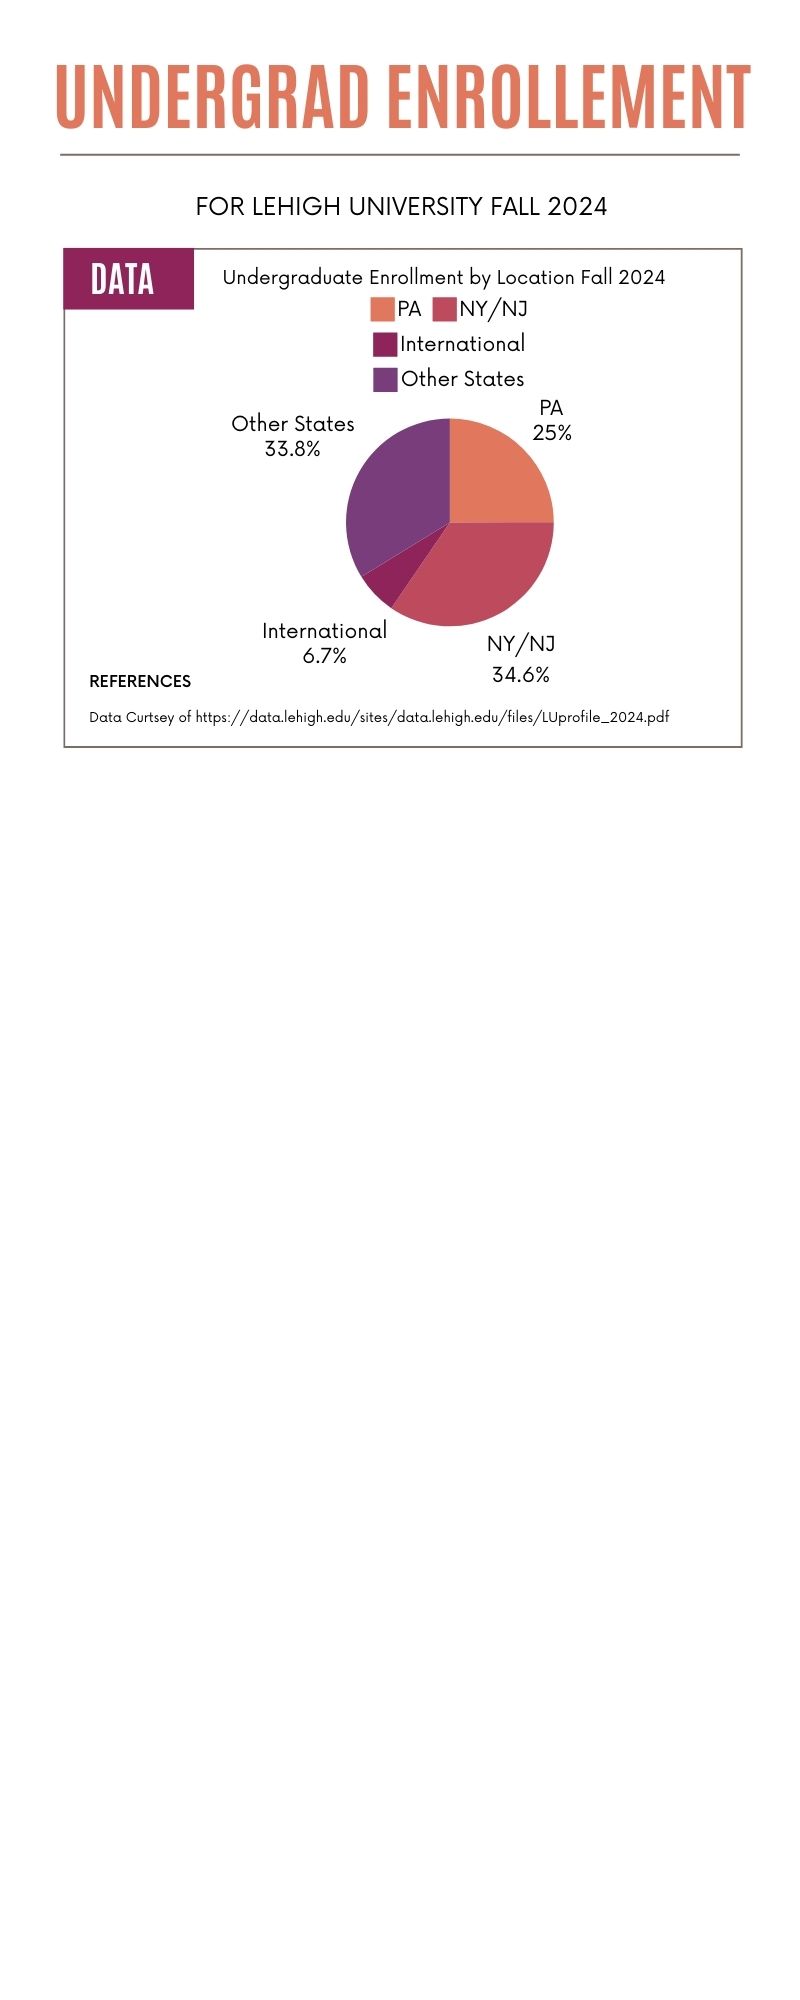 UNDERGRAD ENROLLEMENT
FOR LEHIGH UNIVERSITY FALL 2024
DATA
Undergraduate Enrollment by Location Fall 2024
PA NY/NJ
International
Other States
PA
25%
Other States
33.8%
International
6.7%
NY/NJ
34.6%
REFERENCES
Data Curtsey of https://data.lehigh.edu/sites/data.lehigh.edu/files/LUprofile_2024.pdf